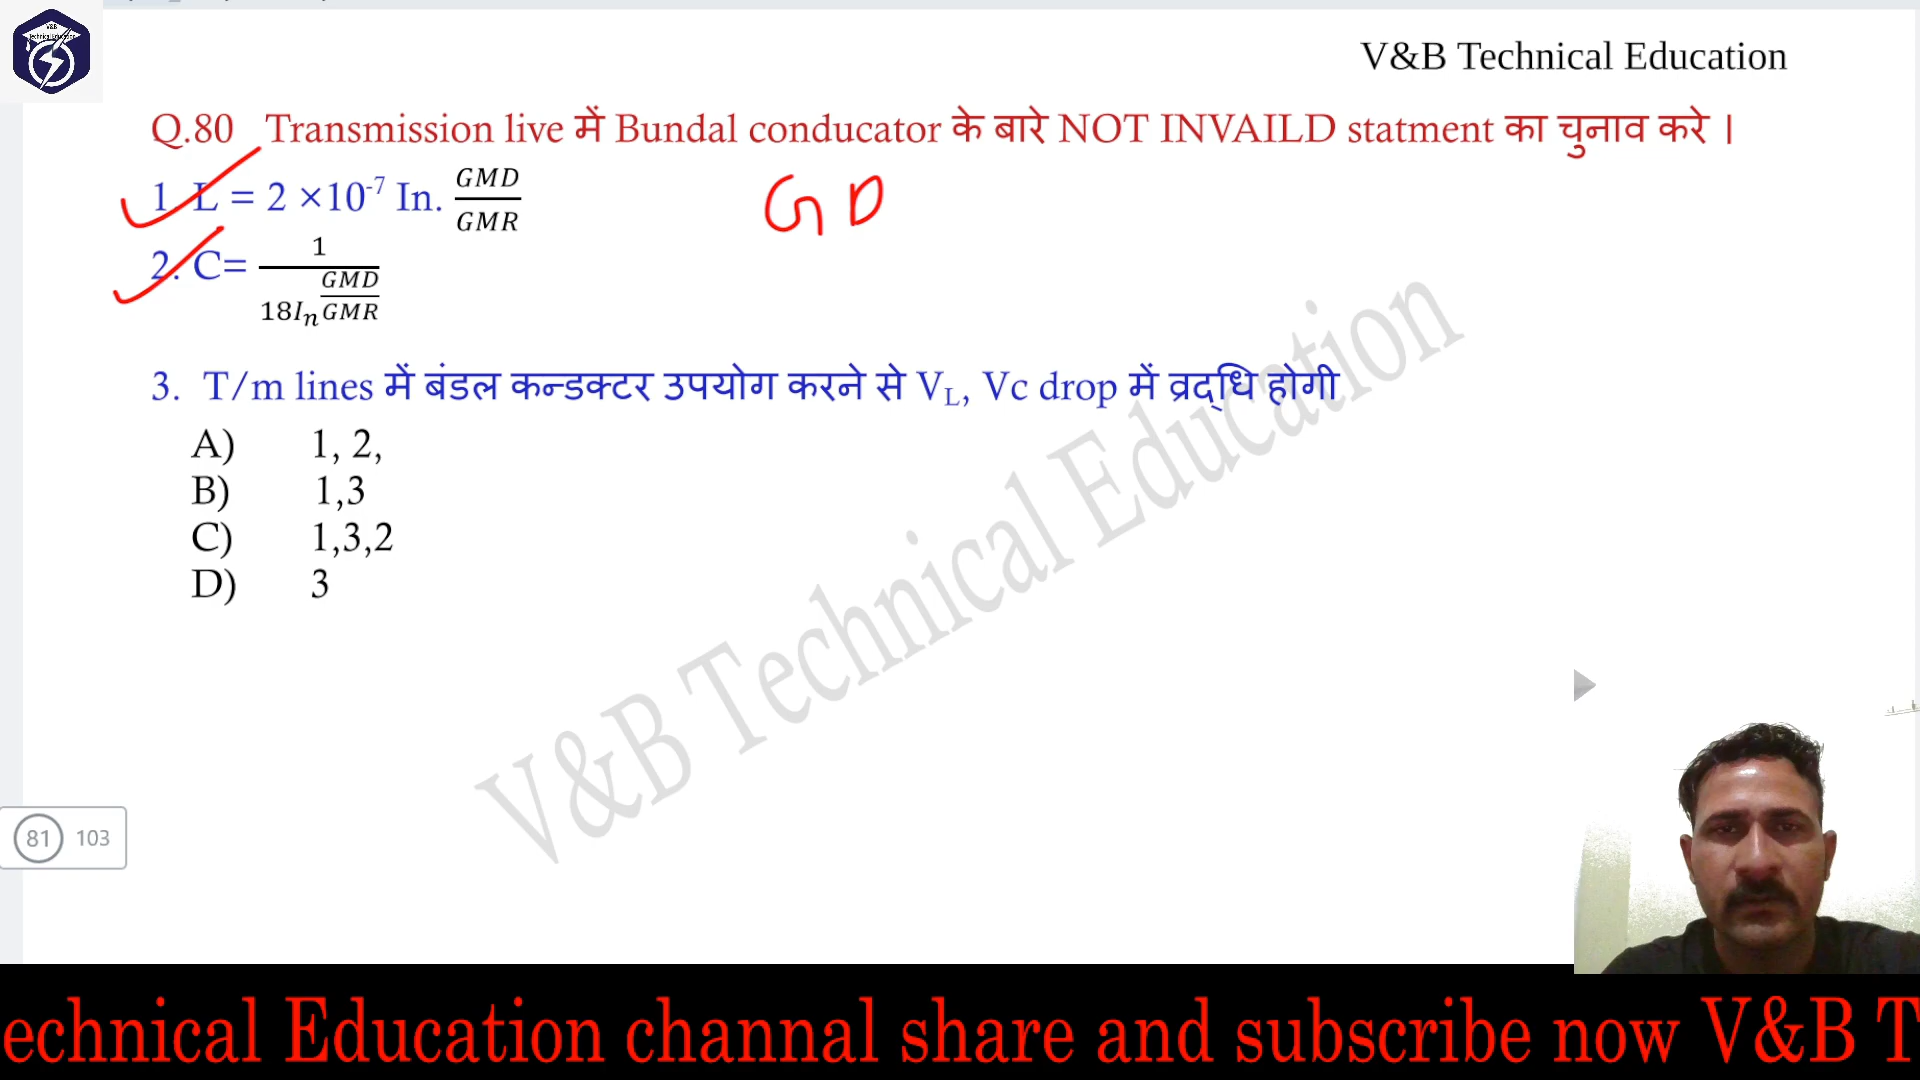 V&B Technical Education
Q.80 Transmission live में Bundal conducator के बारे NOT INVAILD statment का चुनाव करे ।
1. L = 2 ×10-7 In. GMD/GMR
G D
2. C= 1/18In GMD/GMR
3. T/m lines में बंडल कन्डक्टर उपयोग करने से VL, Vc drop में व्रद्धि होगी
A) 1, 2,
B) 1,3
C) 1,3,2
D) 3
V&B Technical Education
81 103
echnical Education channal share and subscribe now V&B T